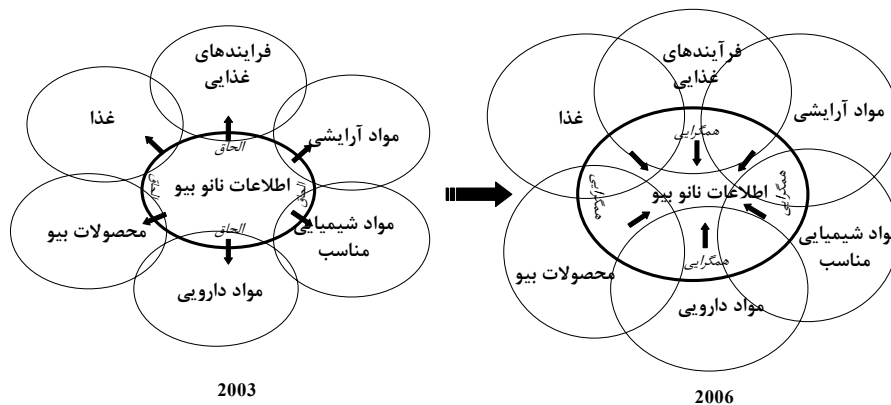 فرایندهای
غذایی
غذا
مواد آرایشی
الحاق
اطلاعات نانو بیو
الحاق
الحاق
محصولات بیو
الحاق
مواد شیمیایی
مناسب
مواد دارویی
2003
فرآیندهای
غذایی
غذا
مواد آرایشی
همگرایی
اطلاعات نانو بیو
همگرایی
همگرایی
همگرایی
محصولات بیو
مواد شیمیایی
مناسب
مواد دارویی
2006